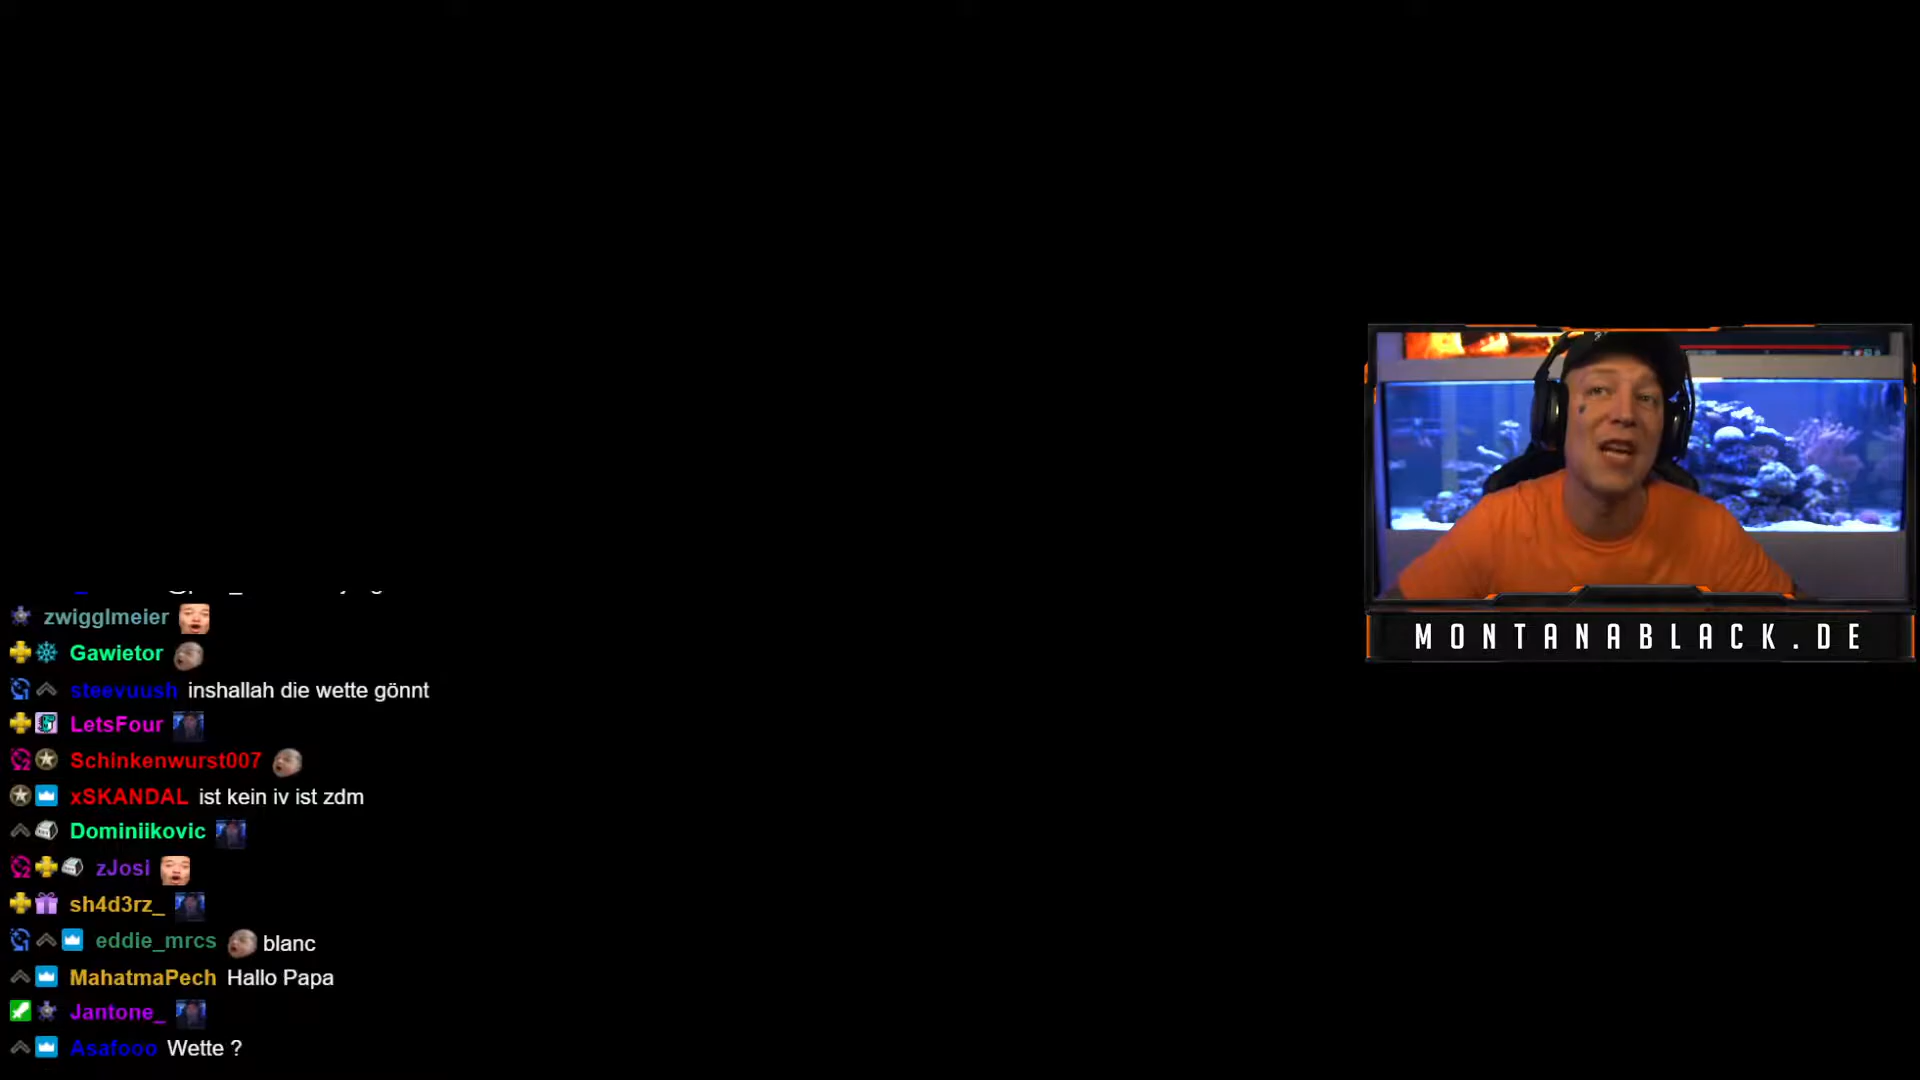 zwigglmeier
Gawietor
steevuush inshallah die wette gönnt
LetsFour
Schinkenwurst007
xSKANDAL ist kein iv ist zdm
Dominiikovic
zJosi
sh4d3rz_
eddie_mrcs blanc
MahatmaPech Hallo Papa
Jantone_
Asafooo Wette ?
MONTANABLACK.DE